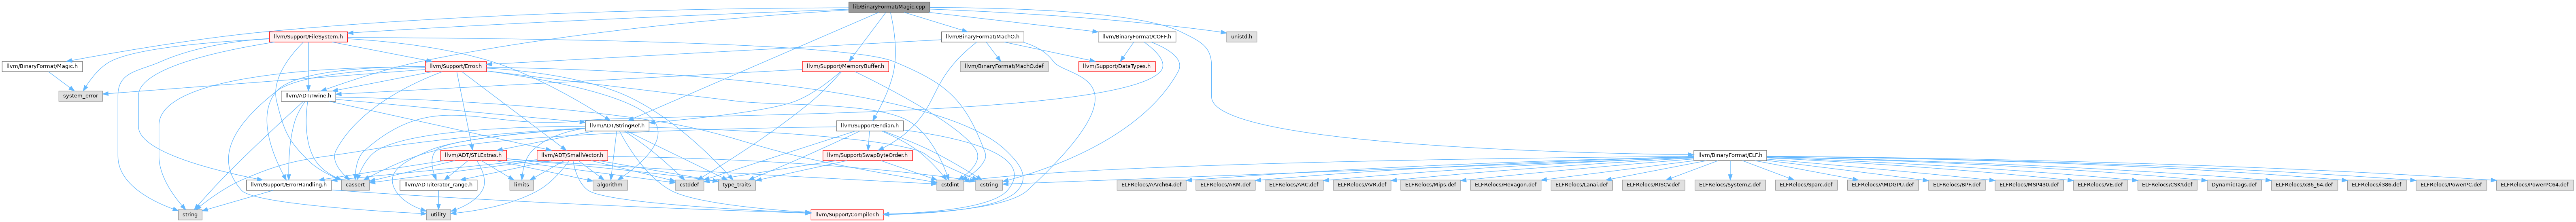 lib/BinaryFormat/Magic.cpp
llvm/Support/FileSystem.h
llvm/BinaryFormat/MachO.h
llvm/BinaryFormat/COFF.h
unistd.h
llvm/BinaryFormat/Magic.h
llvm/Support/Error.h
llvm/Support/MemoryBuffer.h
llvm/BinaryFormat/MachO.def
llvm/Support/DataTypes.h
system_error
llvm/ADT/Twine.h
llvm/ADT/StringRef.h
llvm/Support/Endian.h
llvm/ADT/STLExtras.h
llvm/ADT/SmallVector.h
llvm/Support/SwapByteOrder.h
llvm/BinaryFormat/ELF.h
llvm/Support/ErrorHandling.h
cassert
llvm/ADT/iterator_range.h
limits
algorithm
cstddef
type_traits
cstdint
cstring
ELFRelocs/AArch64.def
ELFRelocs/ARM.def
ELFRelocs/ARC.def
ELFRelocs/AVR.def
ELFRelocs/Mips.def
ELFRelocs/Hexagon.def
ELFRelocs/Lanai.def
ELFRelocs/RISCV.def
ELFRelocs/SystemZ.def
ELFRelocs/Sparc.def
ELFRelocs/AMDGPU.def
ELFRelocs/BPF.def
ELFRelocs/MSP430.def
ELFRelocs/VE.def
ELFRelocs/CSKY.def
DynamicTags.def
ELFRelocs/x86_64.def
ELFRelocs/i386.def
ELFRelocs/PowerPC.def
ELFRelocs/PowerPC64.def
string
utility
llvm/Support/Compiler.h